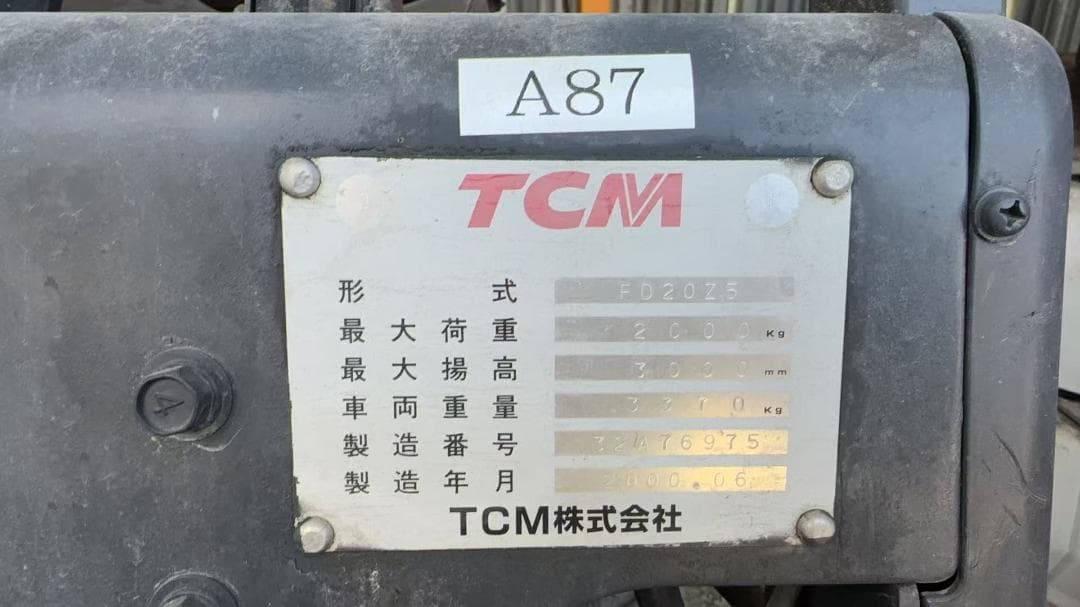 A87
TCM
形 式 FD20Z5
最大荷重 2000 Kg
最大揚高 3000 mm
車両重量 3370 Kg
製造番号 32A76975
製造年月 2000.06
TCM株式会社
4